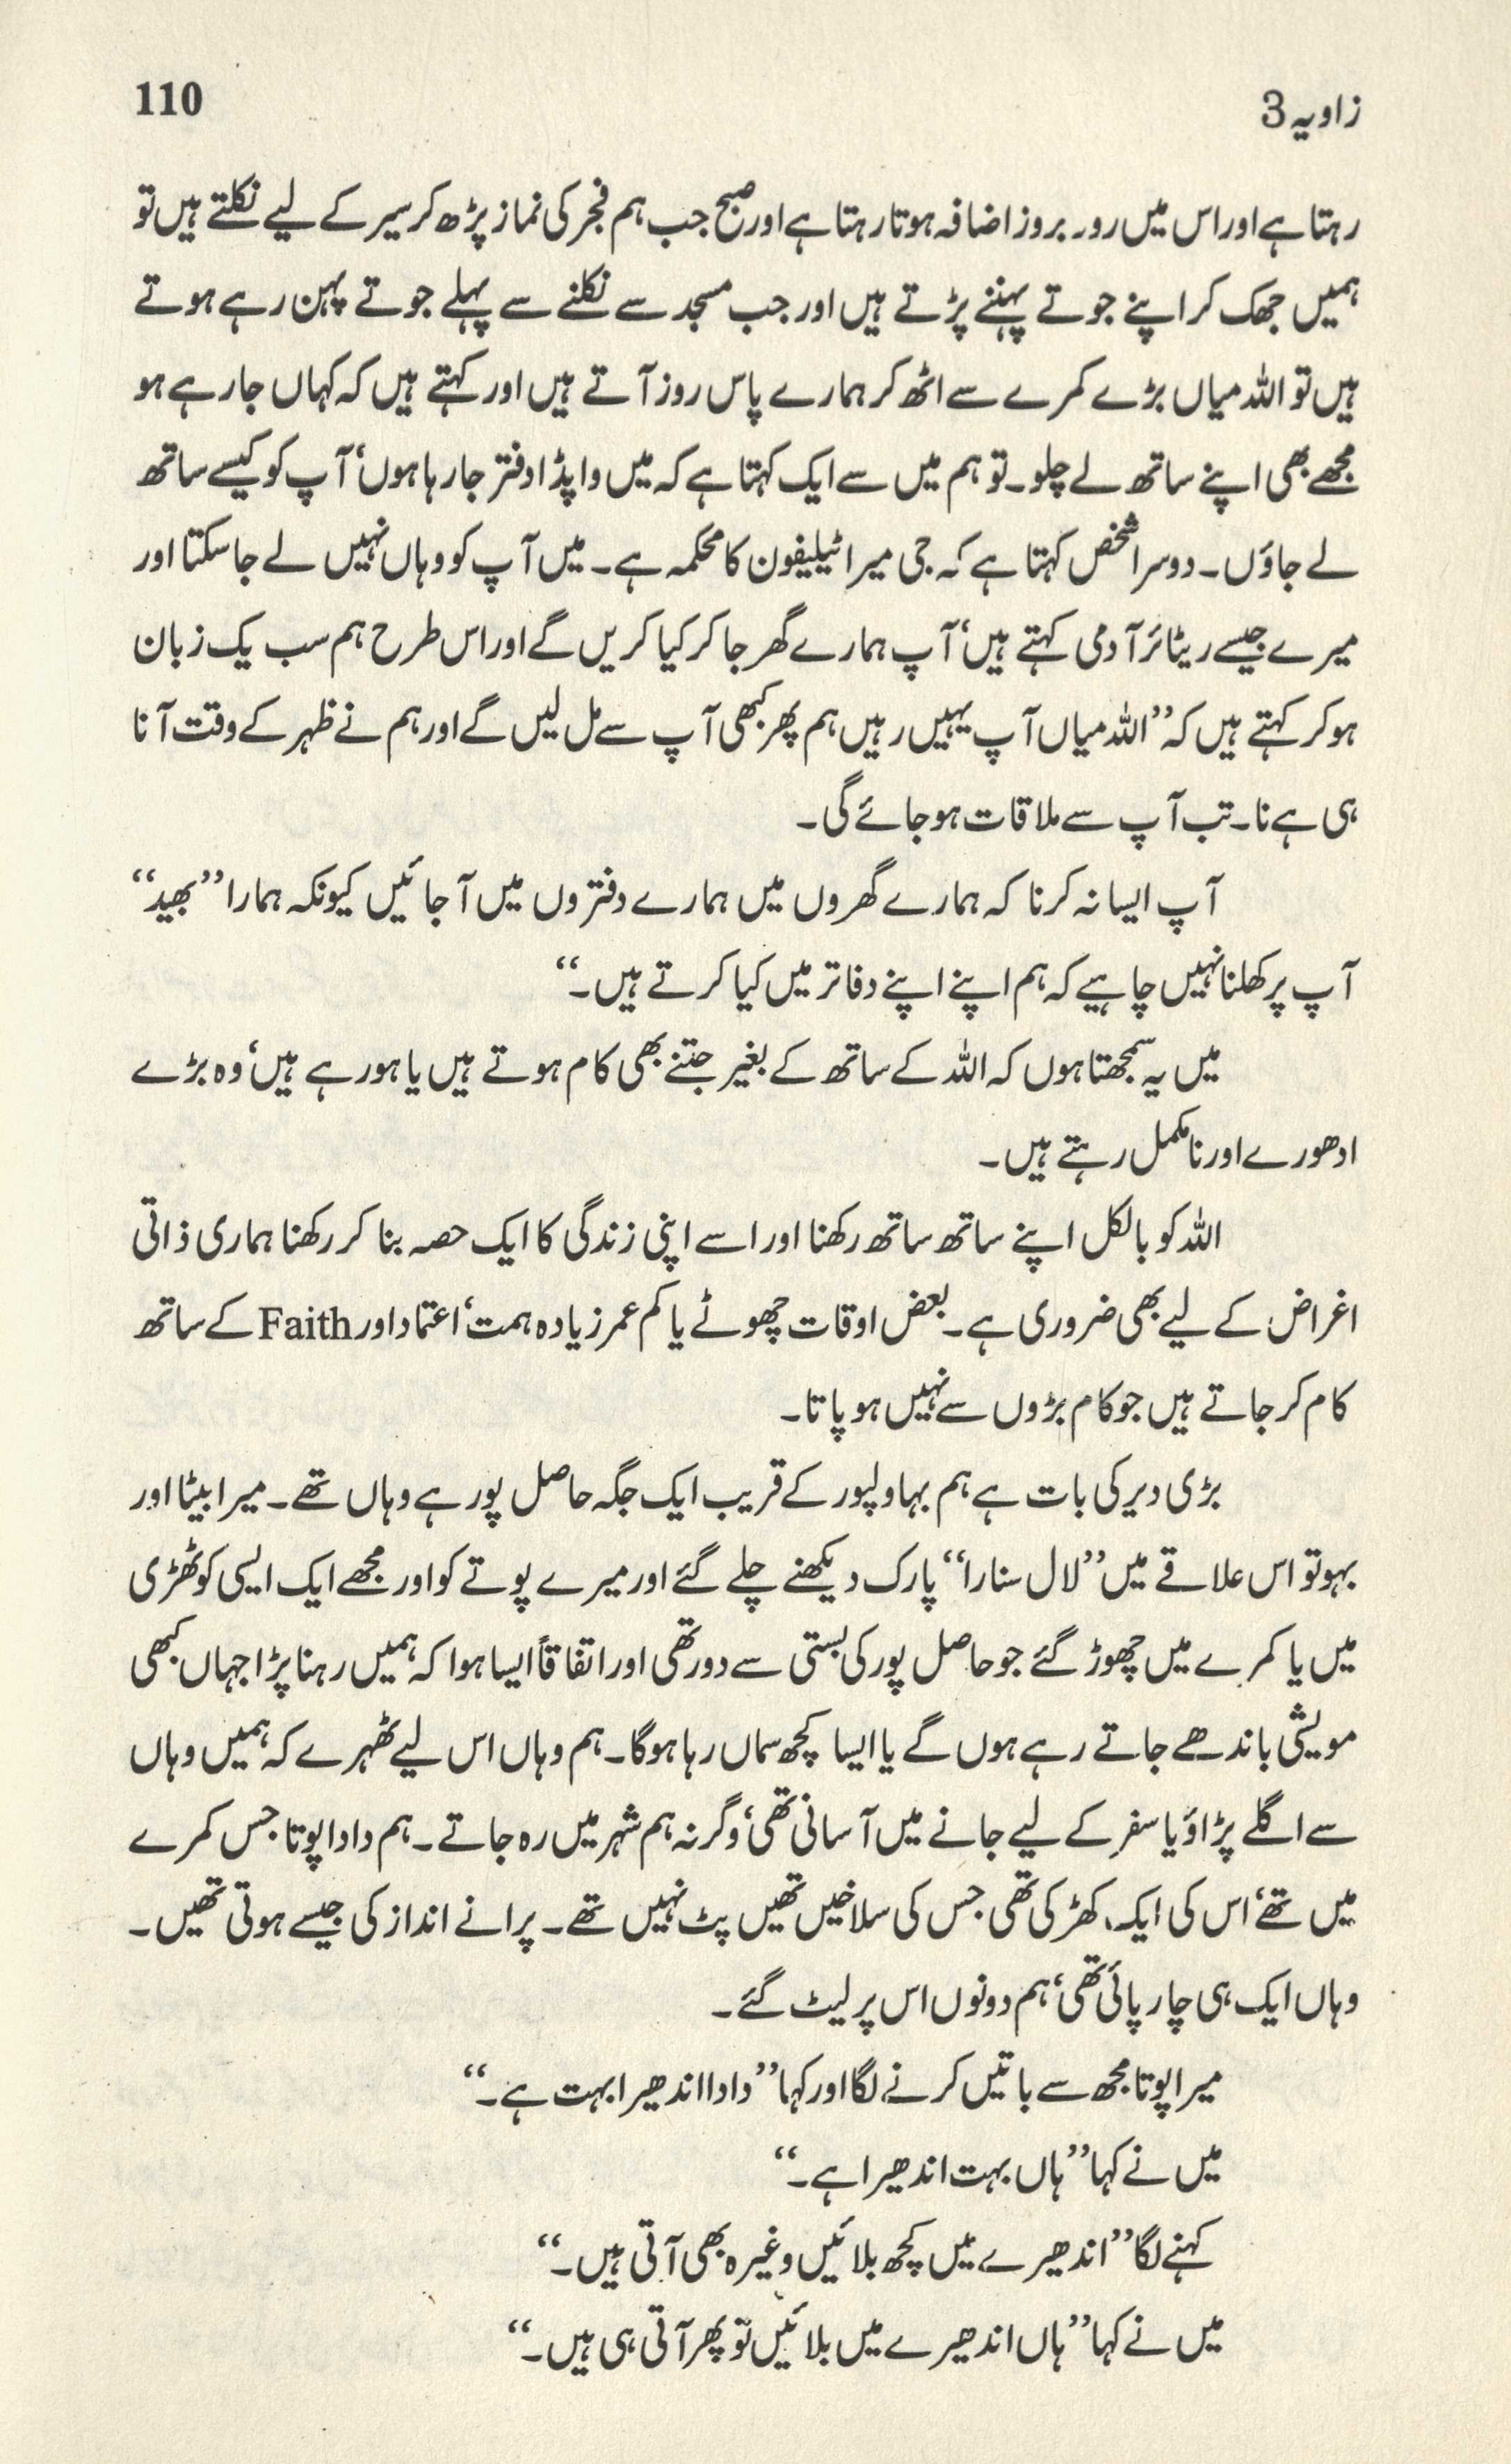 زاویہ 3
110
رہتا ہے اور اس میں روز بروز اضافہ ہوتا رہتا ہے اور صبح جب ہم فجر کی نماز پڑھ کر سیر کے لیے نکلتے ہیں تو
ہمیں جھک کر اپنے جوتے پہننے پڑتے ہیں اور جب مسجد سے نکلنے سے پہلے جوتے پہن رہے ہوتے
ہیں تو اللہ میاں بڑے کمرے سے اٹھ کر ہمارے پاس روز آتے ہیں اور کہتے ہیں کہ کہاں جا رہے ہو
مجھے بھی اپنے ساتھ لے چلو۔ تو ہم میں سے ایک کہتا ہے کہ میں واپڈا دفتر جا رہا ہوں‘ آپ کو کیسے ساتھ
لے جاؤں۔ دوسرا شخص کہتا ہے کہ جی میرا ٹیلیفون کا محکمہ ہے۔ میں آپ کو وہاں نہیں لے جا سکتا اور
میرے جیسے ریٹائر آدمی کہتے ہیں‘ آپ ہمارے گھر جا کر کیا کریں گے اور اس طرح ہم سب یک زبان
ہو کر کہتے ہیں کہ ’’اللہ میاں آپ یہیں رہیں ہم پھر کبھی آپ سے مل لیں گے اور ہم نے ظہر کے وقت آنا
ہی ہے نا۔ تب آپ سے ملاقات ہو جائے گی۔
آپ ایسا نہ کرنا کہ ہمارے گھروں میں ہمارے دفتروں میں آ جائیں کیونکہ ہمارا ’’بھید‘‘
آپ پر کھلنا نہیں چاہیے کہ ہم اپنے اپنے دفاتر میں کیا کرتے ہیں۔‘‘
میں یہ سمجھتا ہوں کہ اللہ کے ساتھ کے بغیر جتنے بھی کام ہوتے ہیں یا ہو رہے ہیں‘ وہ بڑے
ادھورے اور نامکمل رہتے ہیں۔
اللہ کو بالکل اپنے ساتھ ساتھ رکھنا اور اسے اپنی زندگی کا ایک حصہ بنا کر رکھنا ہماری ذاتی
اغراض کے لیے بھی ضروری ہے۔ بعض اوقات چھوٹے یا کم عمر زیادہ ہمت‘ اعتماد اور Faith کے ساتھ
کام کر جاتے ہیں جو کام بڑوں سے نہیں ہو پاتا۔
بڑی دیر کی بات ہے ہم بہاولپور کے قریب ایک جگہ حاصل پور ہے وہاں تھے۔ میرا بیٹا اور
بہو تو اس علاقے میں ’’لال سنارا‘‘ پارک دیکھنے چلے گئے اور میرے پوتے کو اور مجھے ایک ایسی کوٹھڑی
میں یا کمرے میں چھوڑ گئے جو حاصل پور کی بستی سے دور تھی اور اتفاقاً ایسا ہوا کہ ہمیں رہنا پڑا جہاں کبھی
مویشی باندھے جاتے رہے ہوں گے یا ایسا کچھ سماں رہا ہو گا۔ ہم وہاں اس لیے ٹھہرے کہ ہمیں وہاں
سے اگلے پڑاؤ یا سفر کے لیے جانے میں آسانی تھی‘ وگرنہ ہم شہر میں رہ جاتے۔ ہم دادا پوتا جس کمرے
میں تھے‘ اس کی ایک کھڑکی تھی جس کی سلاخیں تھیں پٹ نہیں تھے۔ پرانے انداز کی جیسے ہوتی تھیں۔
وہاں ایک ہی چارپائی تھی‘ ہم دونوں اس پر لیٹ گئے۔
میرا پوتا مجھ سے باتیں کرنے لگا اور کہا ’’دادا اندھیرا بہت ہے۔‘‘
میں نے کہا ’’ہاں بہت اندھیرا ہے۔‘‘
کہنے لگا ’’اندھیرے میں کچھ بلائیں وغیرہ بھی آتی ہیں۔‘‘
میں نے کہا ’’ہاں اندھیرے میں بلائیں تو پھر آتی ہی ہیں۔‘‘